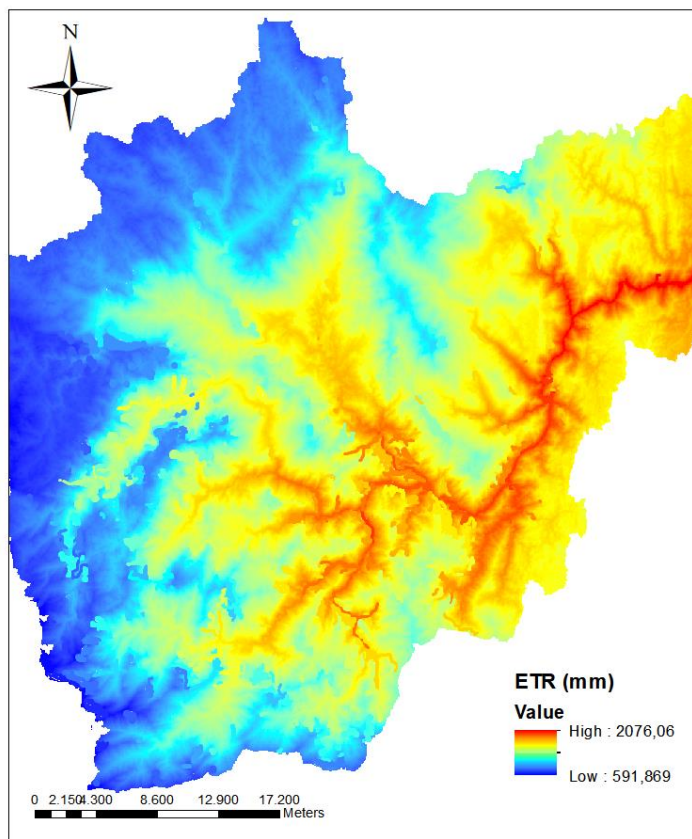 N
ETR (mm)
Value
High : 2076,06
Low : 591,869
0 2.150 4.300 8.600 12.900 17.200
Meters